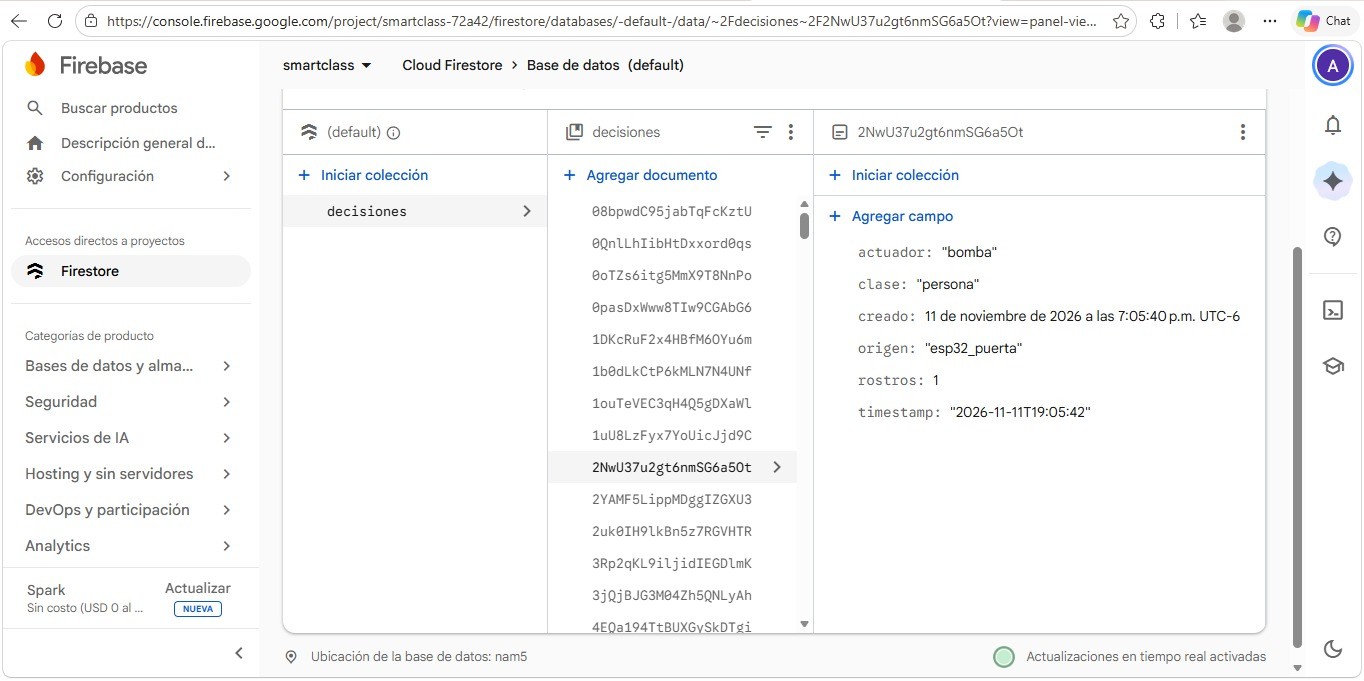 https://console.firebase.google.com/project/smartclass-72a42/firestore/databases/-default-/data/~2Fdecisiones~2F2NwU37u2gt6nmSG6a5Ot?view=panel-vie...
Chat
Firebase
smartclass
Cloud Firestore > Base de datos (default)
A
Buscar productos
Descripción general d...
Configuración
Accesos directos a proyectos
Firestore
Categorías de producto
Bases de datos y alma...
Seguridad
Servicios de IA
Hosting y sin servidores
DevOps y participación
Analytics
Spark
Sin costo (USD 0 al ...
Actualizar
NUEVA
(default)
+ Iniciar colección
decisiones
decisiones
+ Agregar documento
08bpwdC95jabTqFcKztU
0QnlLhIibHtDxxord0qs
0oTZs6itg5MmX9T8NnPo
0pasDxWww8TIw9CGAbG6
1DKcRuF2x4HBfM6OYu6m
1b0dLkCtP6kMLN7N4UNf
1ouTeVEC3qH4Q5gDXaWl
1uU8LzFyx7YoUicJjd9C
2NwU37u2gt6nmSG6a5Ot
2YAMF5LippMDggIZGXU3
2uk0IH9lkBn5z7RGVHTR
3Rp2qKL9iljidIEGDlmK
3jQjBJG3M04Zh5QNLyAh
4EQa194TtBUXGySkDTgi
2NwU37u2gt6nmSG6a5Ot
+ Iniciar colección
+ Agregar campo
actuador: "bomba"
clase: "persona"
creado: 11 de noviembre de 2026 a las 7:05:40 p.m. UTC-6
origen: "esp32_puerta"
rostros: 1
timestamp: "2026-11-11T19:05:42"
Ubicación de la base de datos: nam5
Actualizaciones en tiempo real activadas